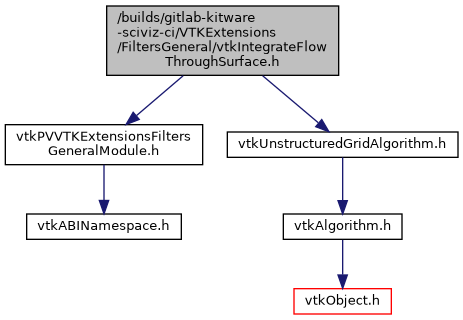 /builds/gitlab-kitware
-sciviz-ci/VTKExtensions
/FiltersGeneral/vtkIntegrateFlow
ThroughSurface.h
vtkPVVTKExtensionsFilters
GeneralModule.h
vtkUnstructuredGridAlgorithm.h
vtkABINamespace.h
vtkAlgorithm.h
vtkObject.h